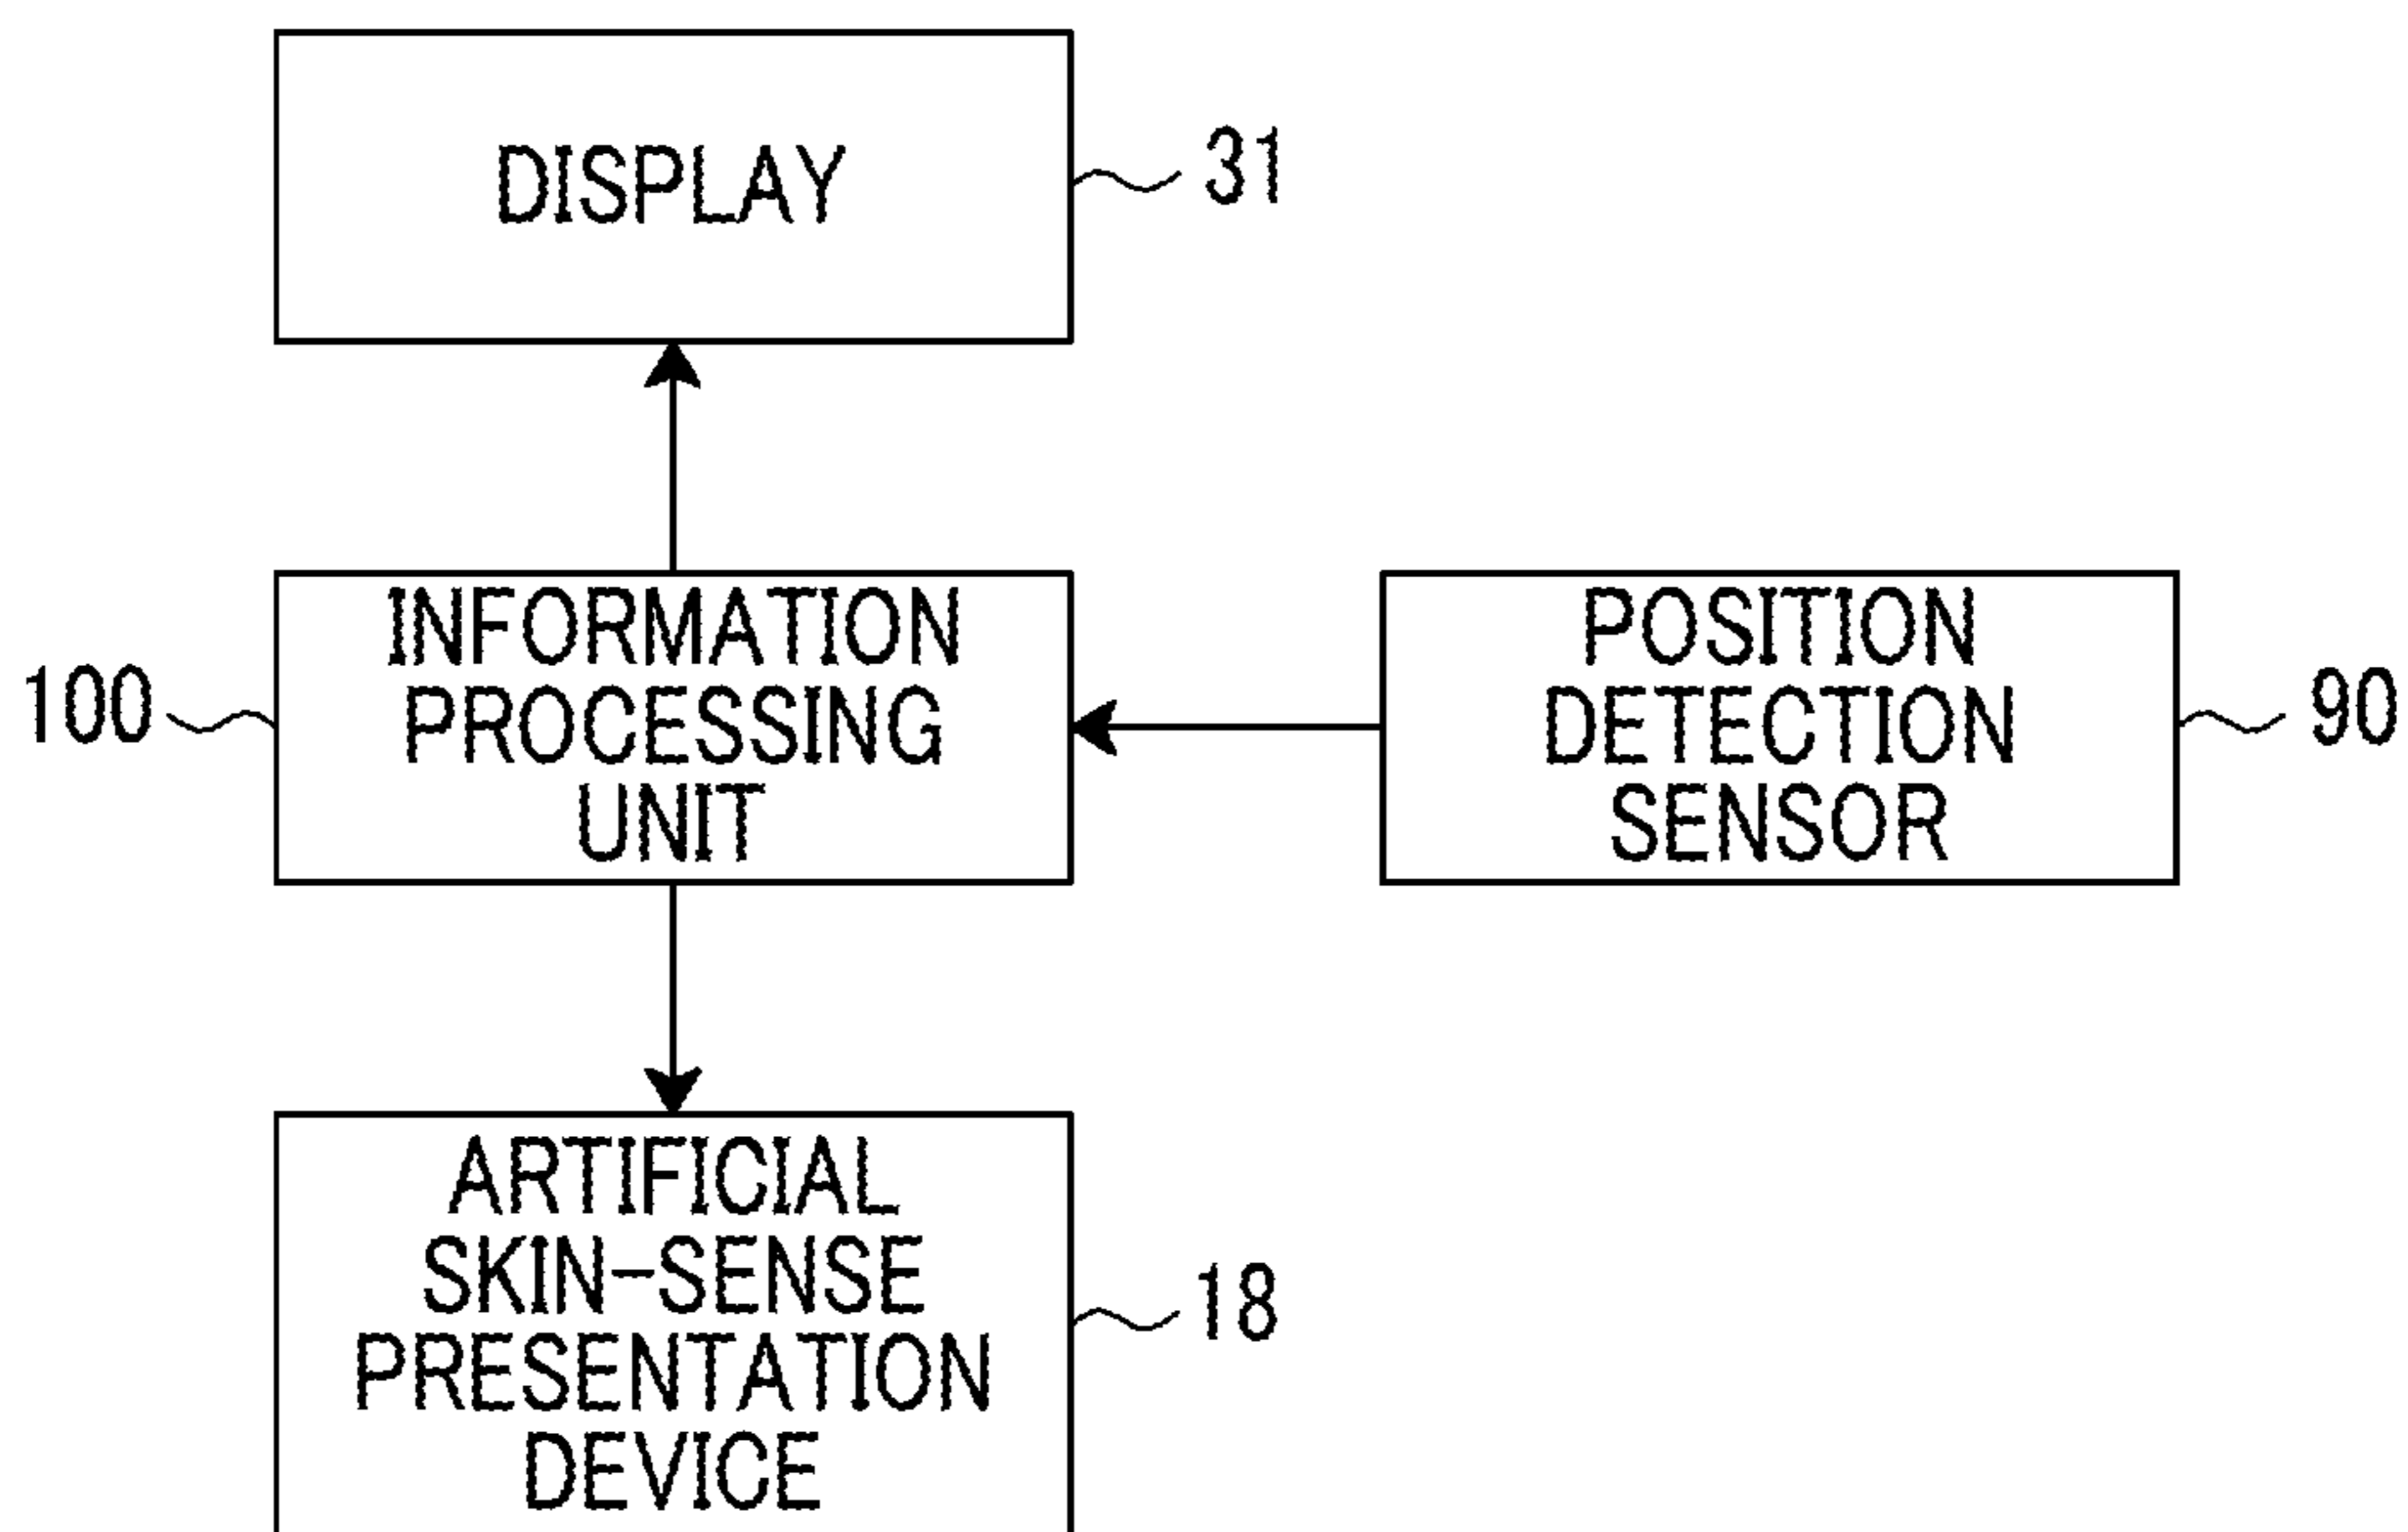 DISPLAY
31
INFORMATION
PROCESSING
UNIT
100
POSITION
DETECTION
SENSOR
90
ARTIFICIAL
SKIN-SENSE
PRESENTATION
DEVICE
18